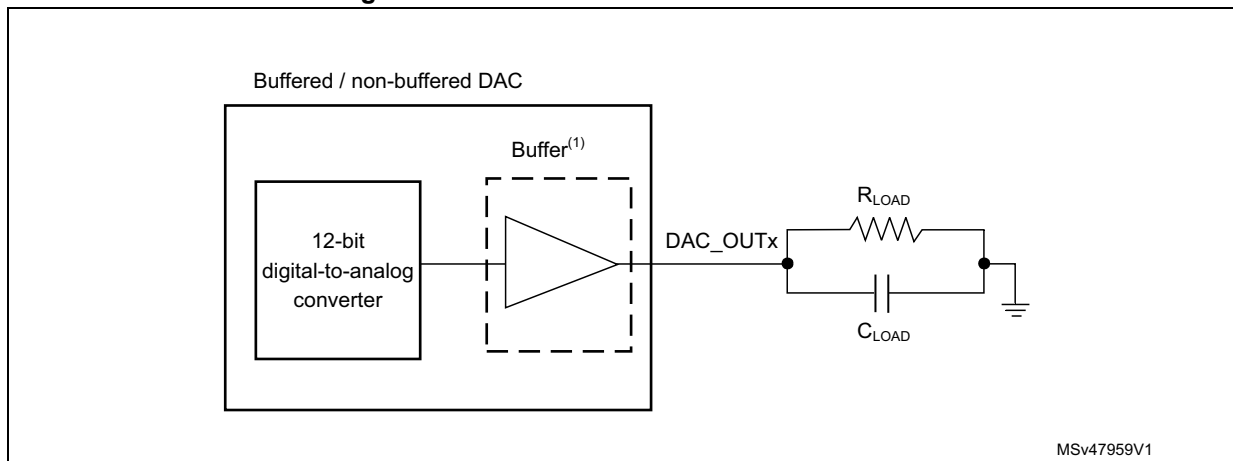 Buffered / non-buffered DAC
Buffer(1)
12-bit
digital-to-analog
converter
DAC_OUTx
RLOAD
CLOAD
MSv47959V1